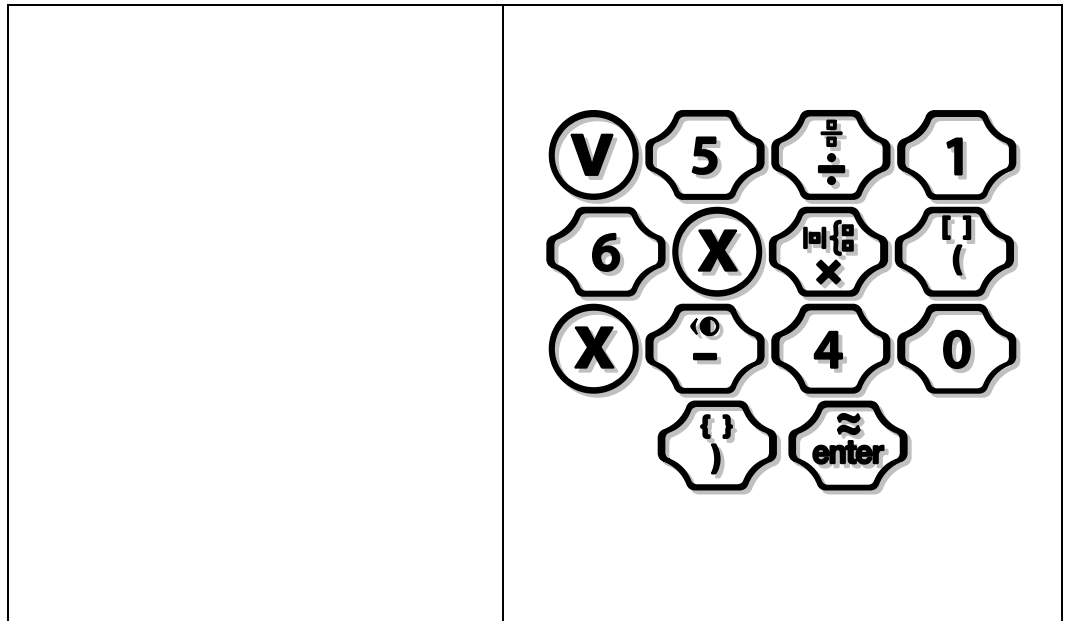 V 5 ÷ 1
6 X |▫|{ × [ ] (
X − 4 0
{ } ) ≈ enter